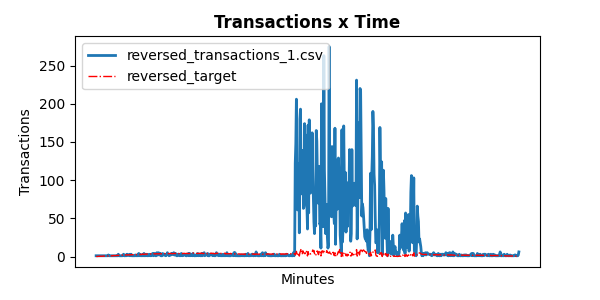 Transactions x Time
reversed_transactions_1.csv
reversed_target
250
200
150
100
50
0
Transactions
Minutes